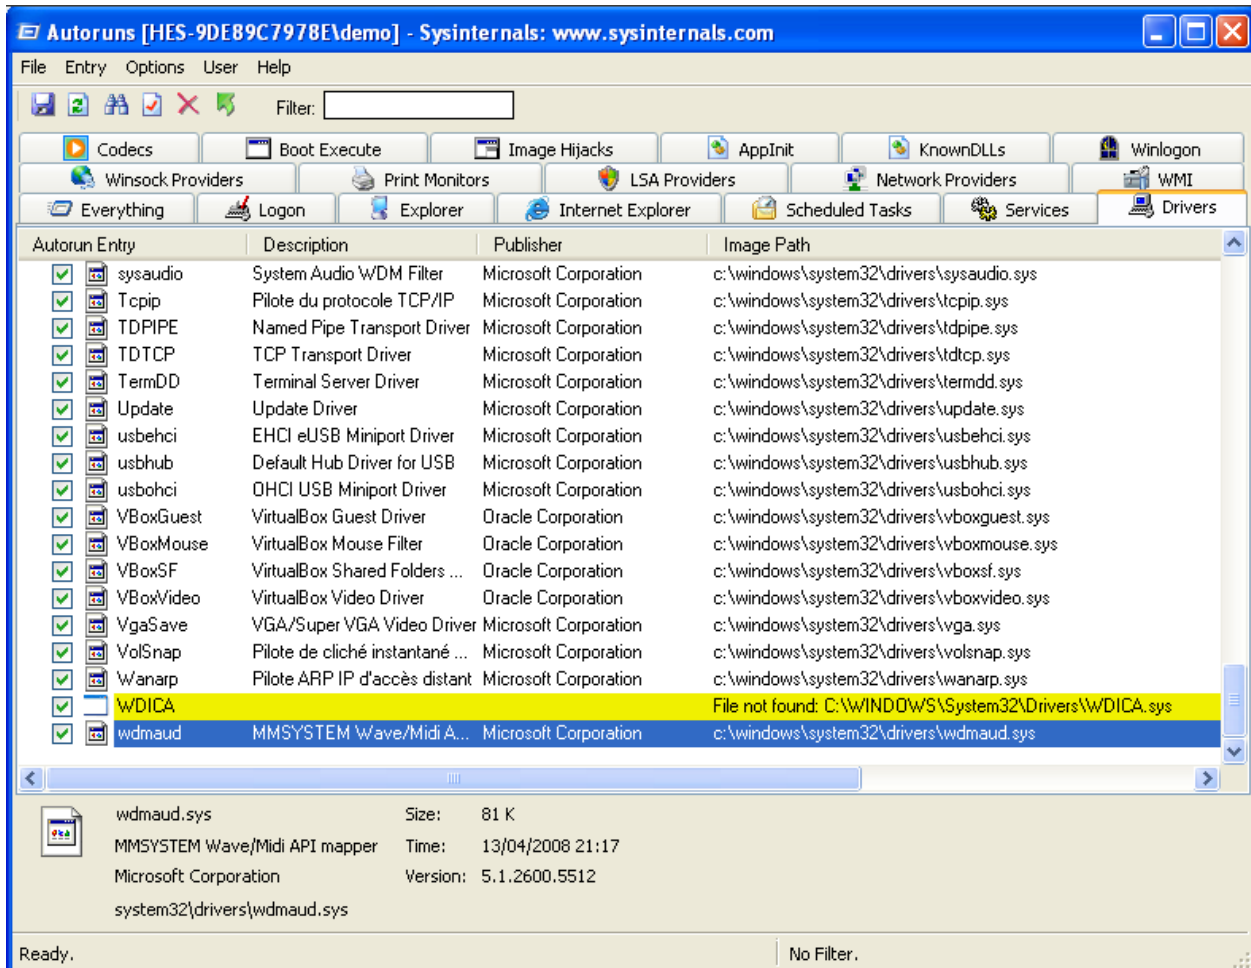 Autoruns [HES-9DE89C7978E\demo] - Sysinternals: www.sysinternals.com
File Entry Options User Help
Filter:
Codecs Boot Execute Image Hijacks AppInit KnownDLLs Winlogon
Winsock Providers Print Monitors LSA Providers Network Providers WMI
Everything Logon Explorer Internet Explorer Scheduled Tasks Services Drivers
Autorun Entry Description Publisher Image Path
sysaudio System Audio WDM Filter Microsoft Corporation c:\windows\system32\drivers\sysaudio.sys
Tcpip Pilote du protocole TCP/IP Microsoft Corporation c:\windows\system32\drivers\tcpip.sys
TDPIPE Named Pipe Transport Driver Microsoft Corporation c:\windows\system32\drivers\tdpipe.sys
TDTCP TCP Transport Driver Microsoft Corporation c:\windows\system32\drivers\tdtcp.sys
TermDD Terminal Server Driver Microsoft Corporation c:\windows\system32\drivers\termdd.sys
Update Update Driver Microsoft Corporation c:\windows\system32\drivers\update.sys
usbehci EHCI eUSB Miniport Driver Microsoft Corporation c:\windows\system32\drivers\usbehci.sys
usbhub Default Hub Driver for USB Microsoft Corporation c:\windows\system32\drivers\usbhub.sys
usbohci OHCI USB Miniport Driver Microsoft Corporation c:\windows\system32\drivers\usbohci.sys
VBoxGuest VirtualBox Guest Driver Oracle Corporation c:\windows\system32\drivers\vboxguest.sys
VBoxMouse VirtualBox Mouse Filter Oracle Corporation c:\windows\system32\drivers\vboxmouse.sys
VBoxSF VirtualBox Shared Folders ... Oracle Corporation c:\windows\system32\drivers\vboxsf.sys
VBoxVideo VirtualBox Video Driver Oracle Corporation c:\windows\system32\drivers\vboxvideo.sys
VgaSave VGA/Super VGA Video Driver Microsoft Corporation c:\windows\system32\drivers\vga.sys
VolSnap Pilote de cliché instantané ... Microsoft Corporation c:\windows\system32\drivers\volsnap.sys
Wanarp Pilote ARP IP d'accès distant Microsoft Corporation c:\windows\system32\drivers\wanarp.sys
WDICA File not found: C:\WINDOWS\System32\Drivers\WDICA.sys
wdmaud MMSYSTEM Wave/Midi A... Microsoft Corporation c:\windows\system32\drivers\wdmaud.sys
wdmaud.sys Size: 81 K
MMSYSTEM Wave/Midi API mapper Time: 13/04/2008 21:17
Microsoft Corporation Version: 5.1.2600.5512
system32\drivers\wdmaud.sys
Ready. No Filter.